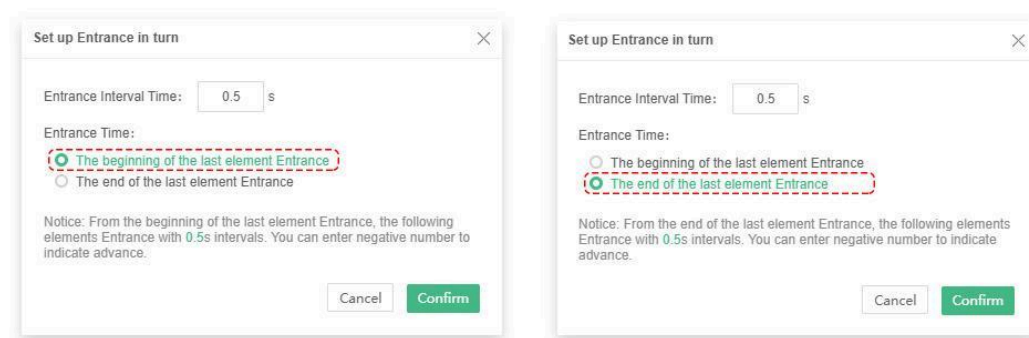 Set up Entrance in turn
Entrance Interval Time: 0.5 s
Entrance Time:
The beginning of the last element Entrance
The end of the last element Entrance
Notice: From the beginning of the last element Entrance, the following
elements Entrance with 0.5s intervals. You can enter negative number to
indicate advance.
Cancel Confirm
Set up Entrance in turn
Entrance Interval Time: 0.5 s
Entrance Time:
The beginning of the last element Entrance
The end of the last element Entrance
Notice: From the end of the last element Entrance, the following elements
Entrance with 0.5s intervals. You can enter negative number to indicate
advance.
Cancel Confirm